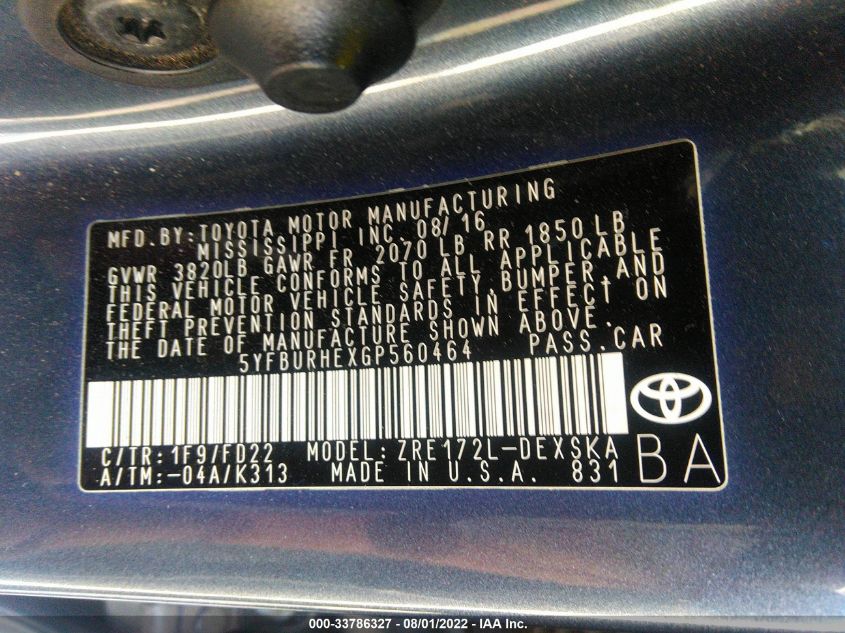 MFD.BY:TOYOTA MOTOR MANUFACTURING
MISSISSIPPI INC. 08/16
GVWR 3820LB GAWR FR 2070 LB RR 1850 LB
THIS VEHICLE CONFORMS TO ALL APPLICABLE
FEDERAL MOTOR VEHICLE SAFETY,BUMPER,AND
THEFT PREVENTION STANDARDS IN EFFECT ON
THE DATE OF MANUFACTURE SHOWN ABOVE.
5YFBURHEXGP560464 PASS.CAR
C/TR:1F9/FD22 MODEL:ZRE172L-DEXSKA
A/TM:-04A/K313 MADE IN U.S.A. 831
BA
000-33786327 - 08/01/2022 - IAA Inc.